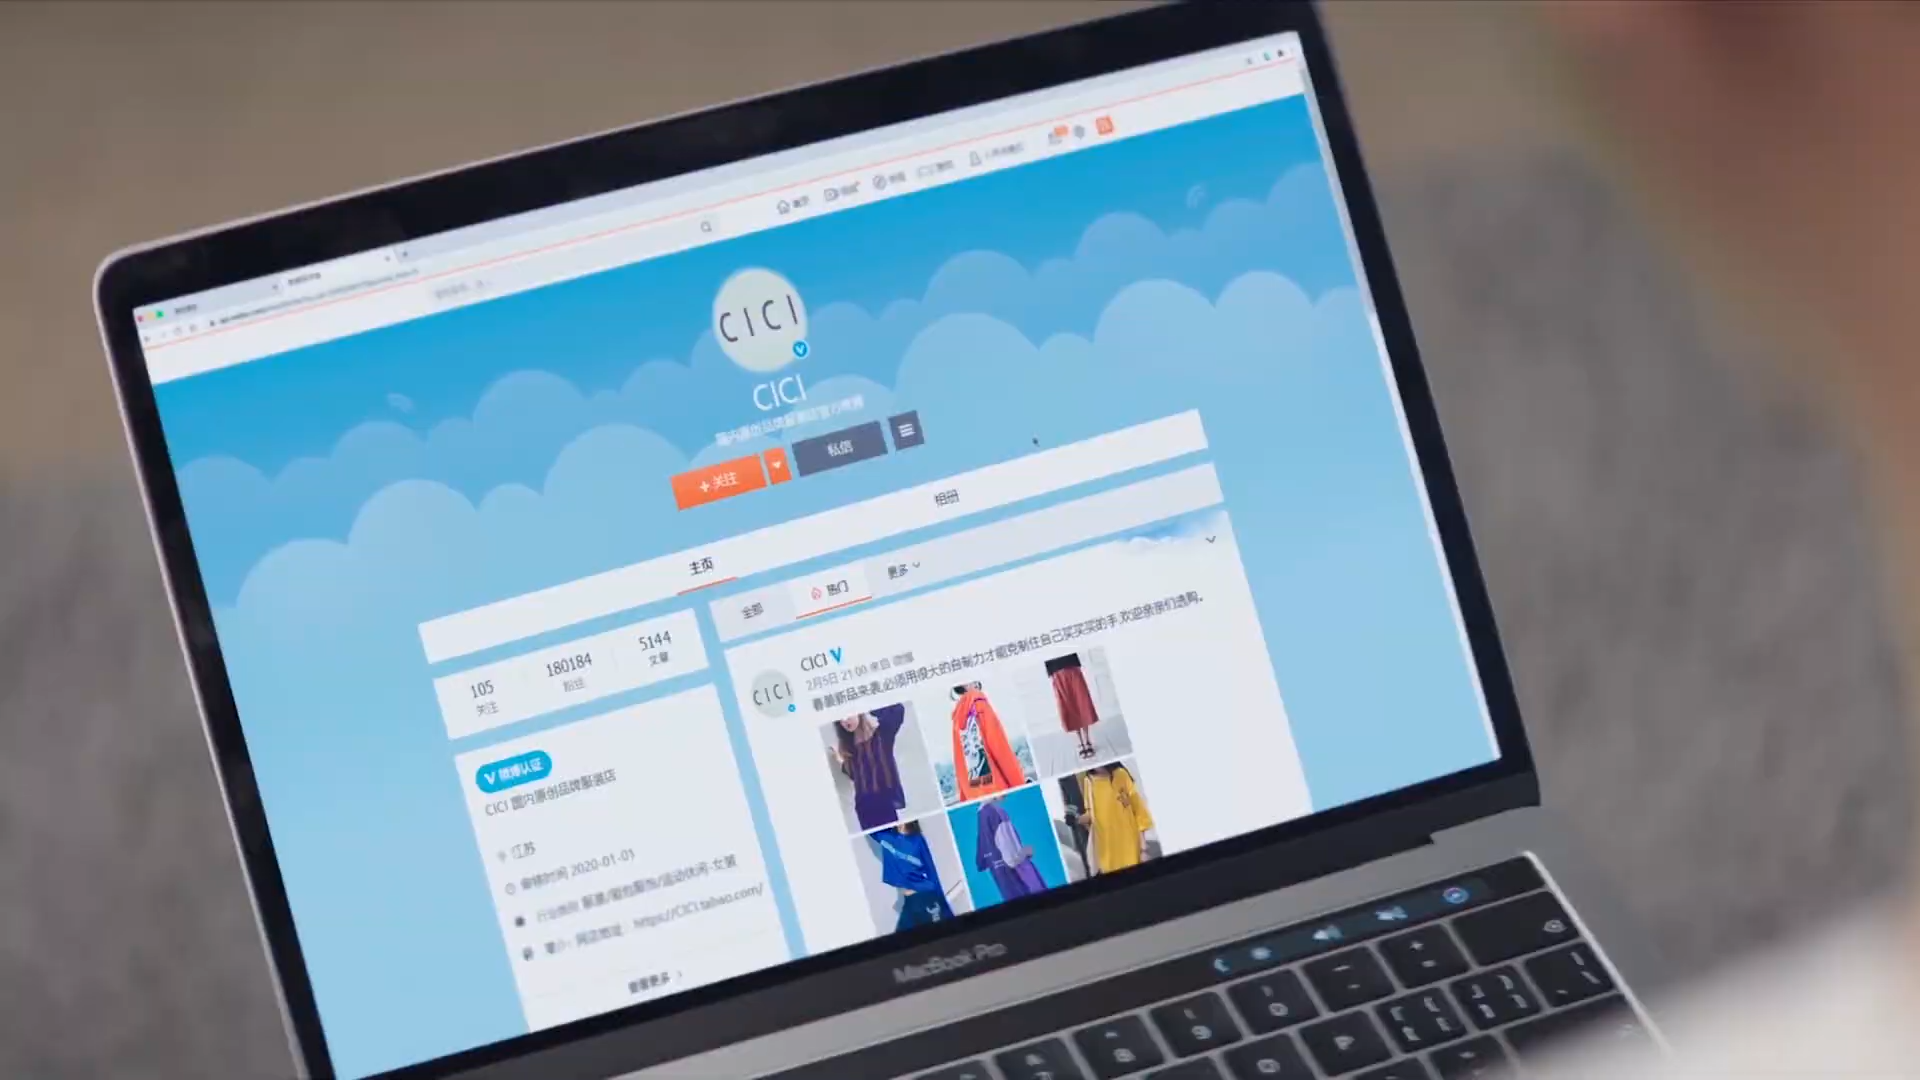 CICI
CICI
国内原创品牌服装店官方微博
+关注
私信
主页
相册
全部
热门
更多
105
关注
180184
粉丝
5144
文章
CICI
CICI V
2月5日 21:00 来自 微博
春装新品来袭,必须用很大的自制力才能克制住自己买买买的手,欢迎亲亲们选购。
V 微博认证
CICI 国内原创品牌服装店
江苏
2020-01-01
https://CICI.tabao.com/
查看更多
MacBook Pro